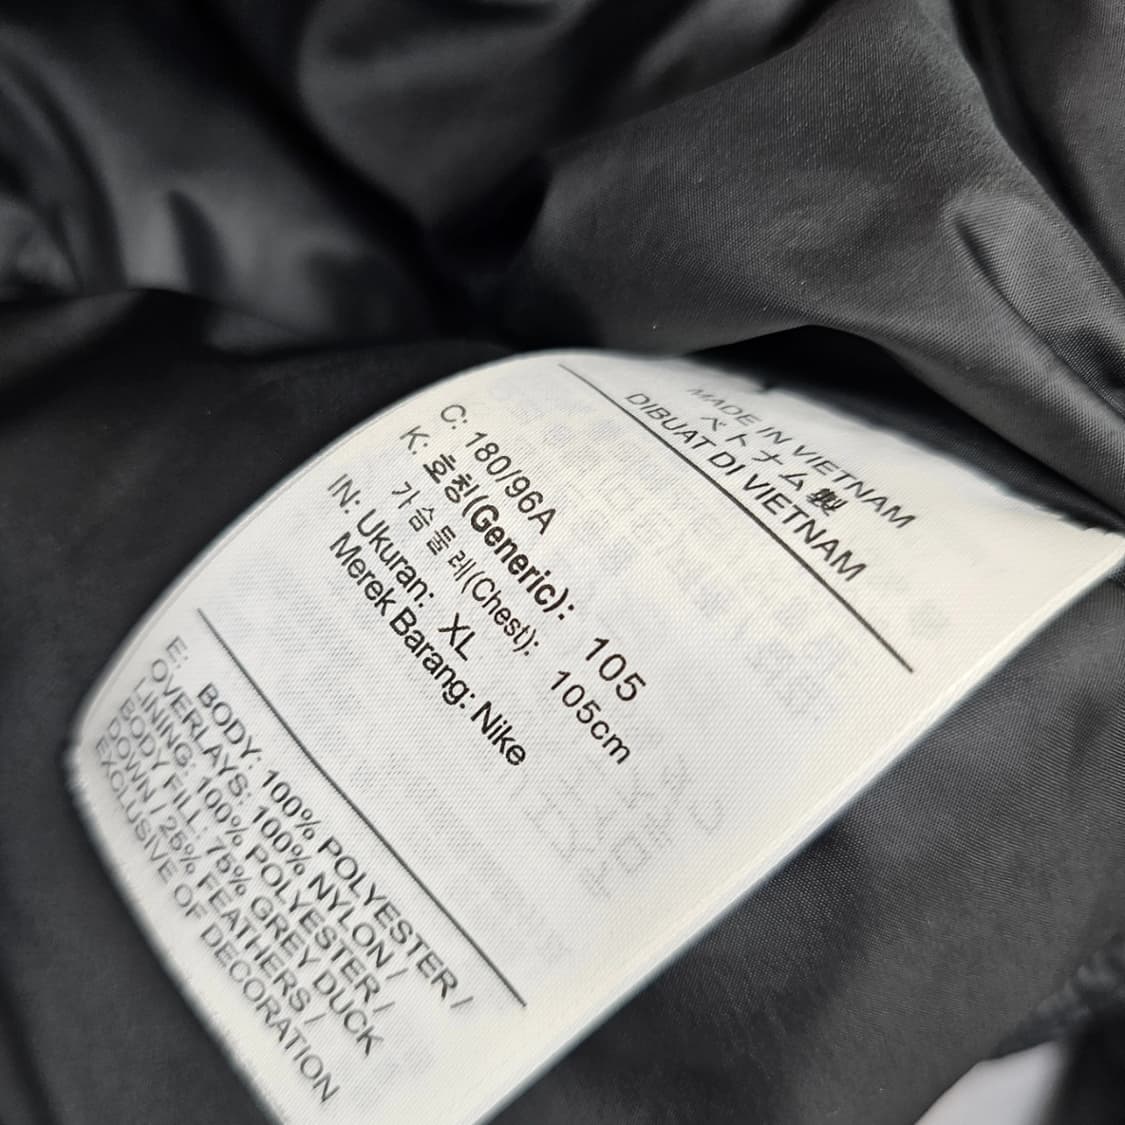 MADE IN VIETNAM
ベトナム製
DIBUAT DI VIETNAM
C: 180/96A
K: 호칭(Generic): 105
가슴둘레(Chest): 105cm
IN: Ukuran: XL
Merek Barang: Nike
E: BODY: 100% POLYESTER /
OVERLAYS: 100% NYLON /
LINING: 100% POLYESTER /
BODY FILL: 75% GREY DUCK
DOWN / 25% FEATHERS /
EXCLUSIVE OF DECORATION